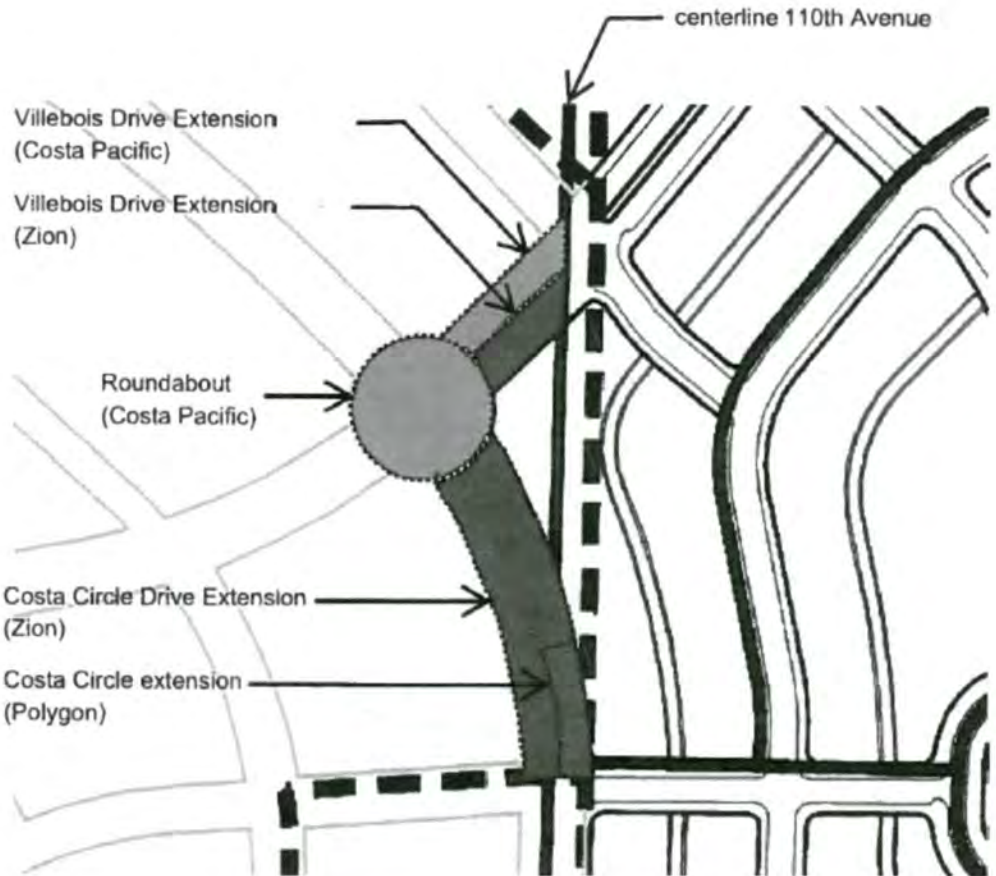 centerline 110th Avenue
Villebois Drive Extension
(Costa Pacific)
Villebois Drive Extension
(Zion)
Roundabout
(Costa Pacific)
Costa Circle Drive Extension
(Zion)
Costa Circle extension
(Polygon)